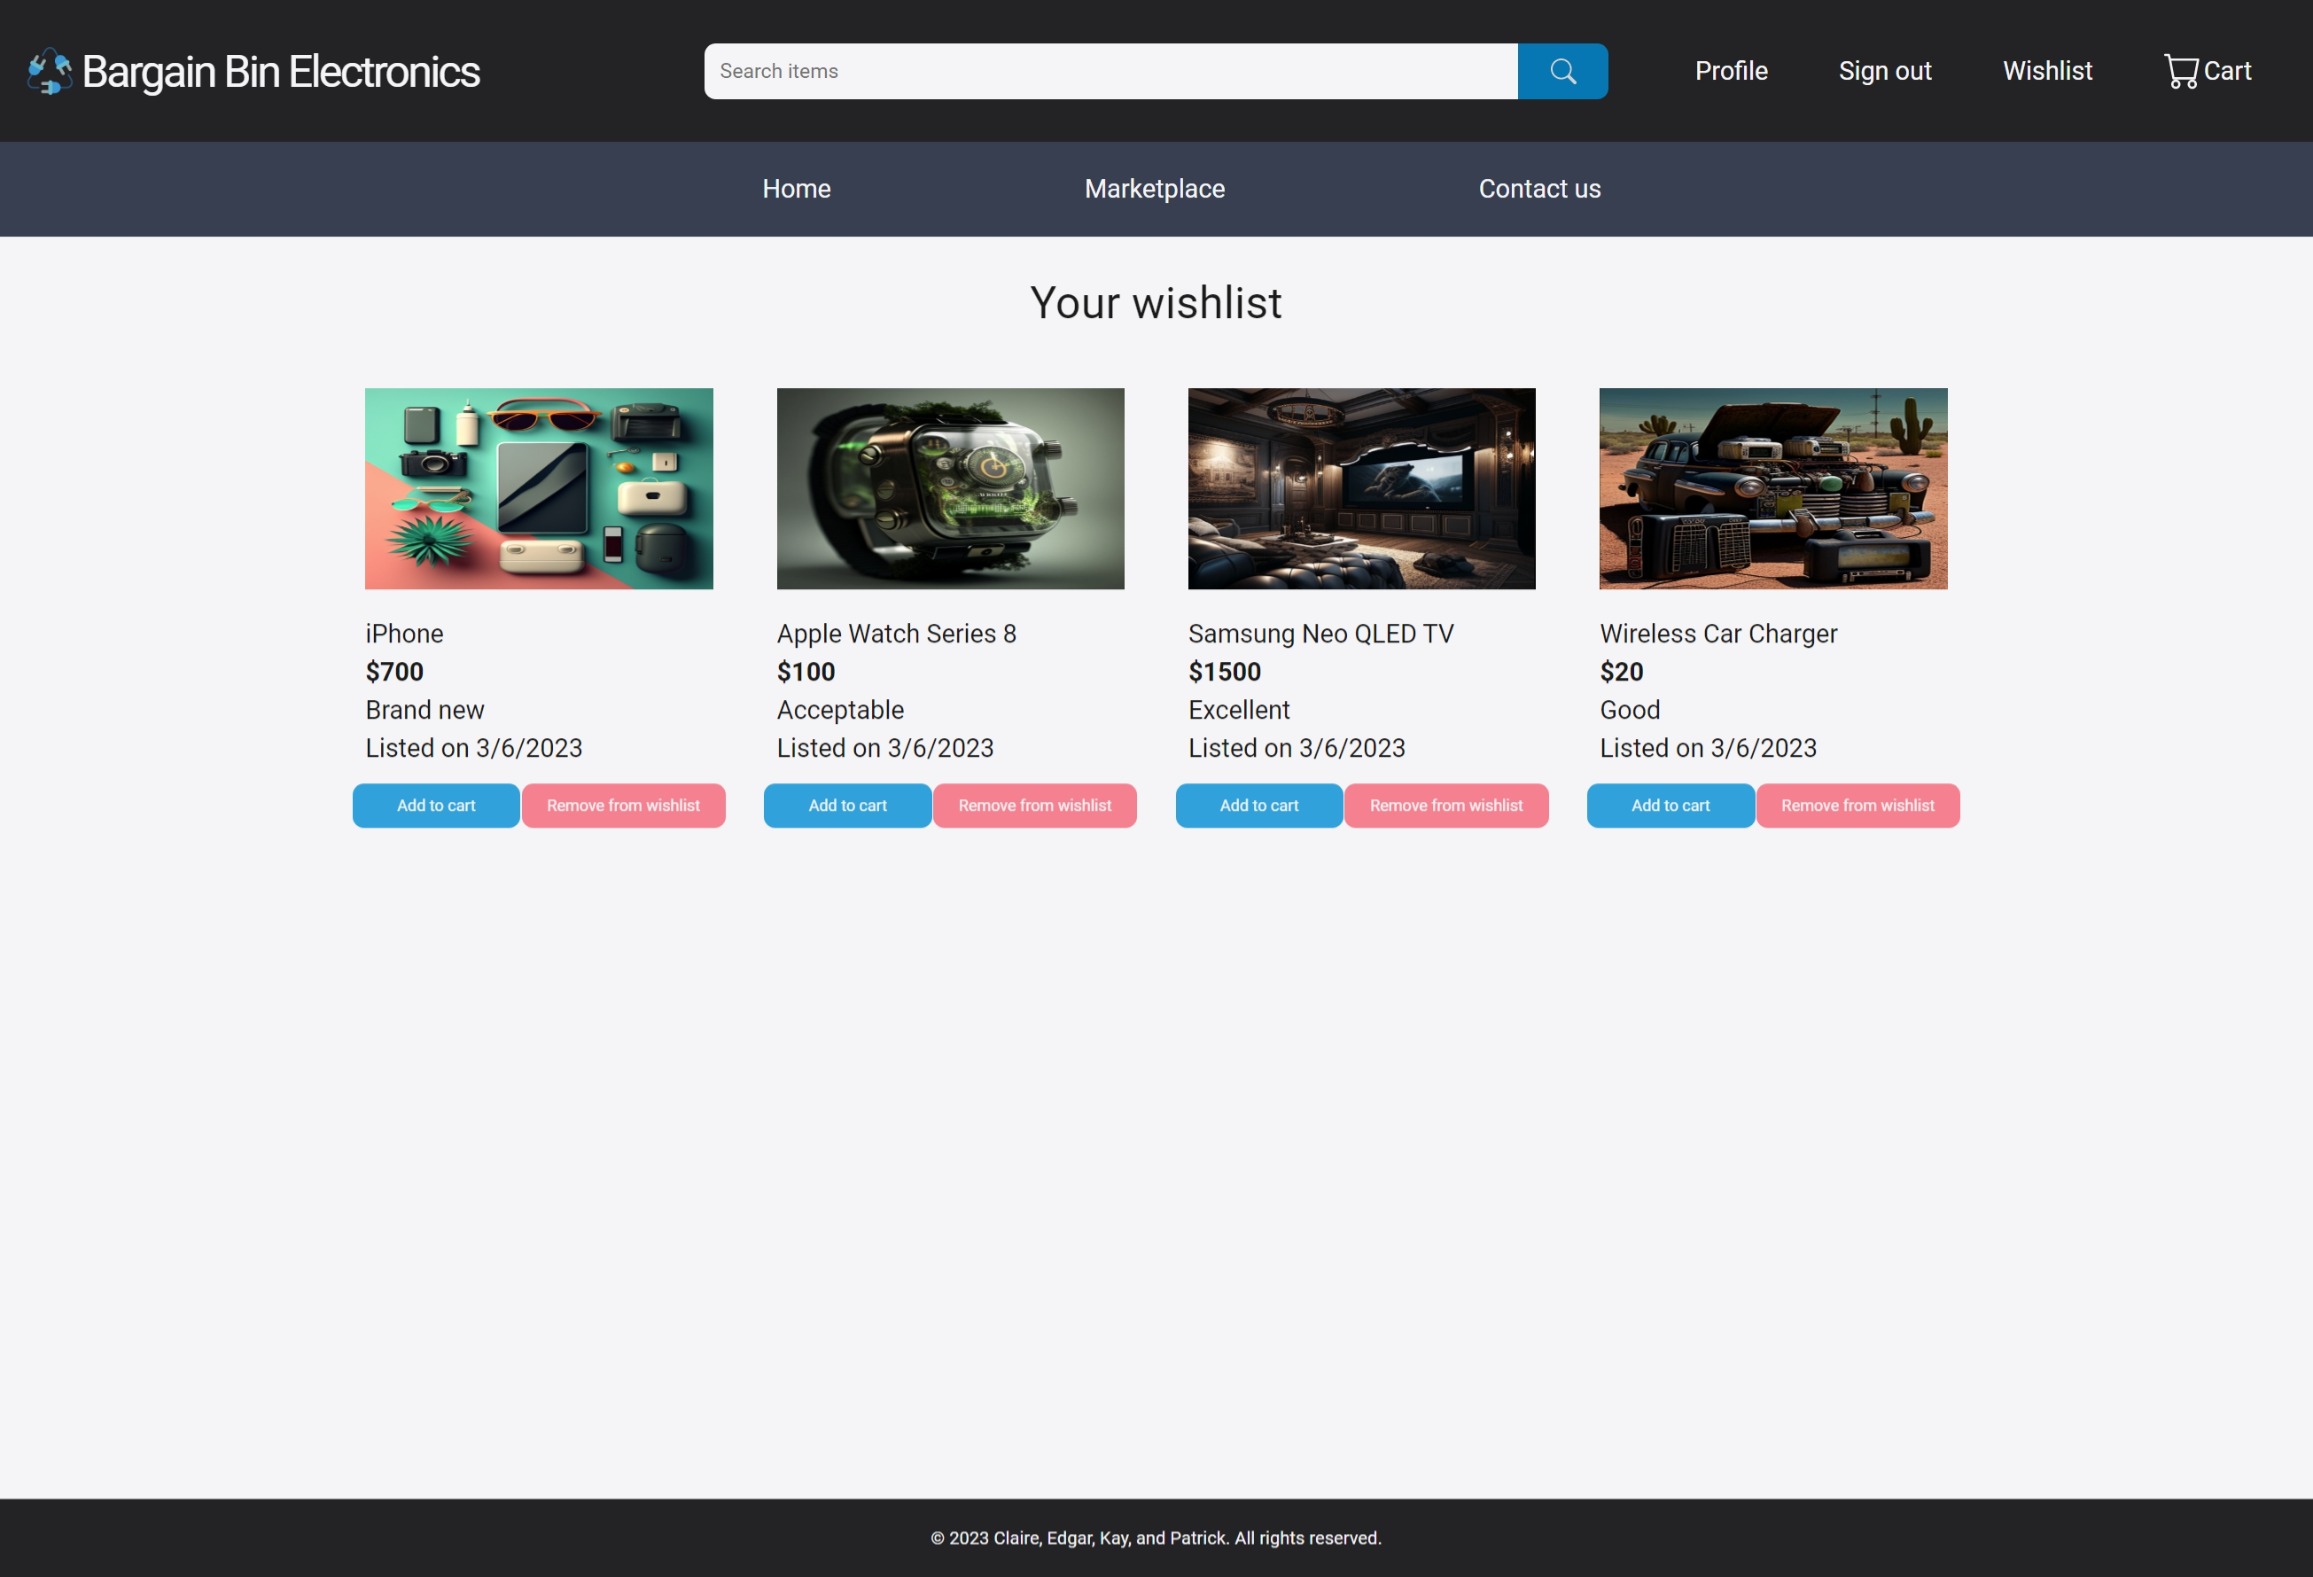 Bargain Bin Electronics
Search items
Profile
Sign out
Wishlist
Cart
Home
Marketplace
Contact us
Your wishlist
iPhone
$700
Brand new
Listed on 3/6/2023
Add to cart
Remove from wishlist
Apple Watch Series 8
$100
Acceptable
Listed on 3/6/2023
Add to cart
Remove from wishlist
Samsung Neo QLED TV
$1500
Excellent
Listed on 3/6/2023
Add to cart
Remove from wishlist
Wireless Car Charger
$20
Good
Listed on 3/6/2023
Add to cart
Remove from wishlist
© 2023 Claire, Edgar, Kay, and Patrick. All rights reserved.